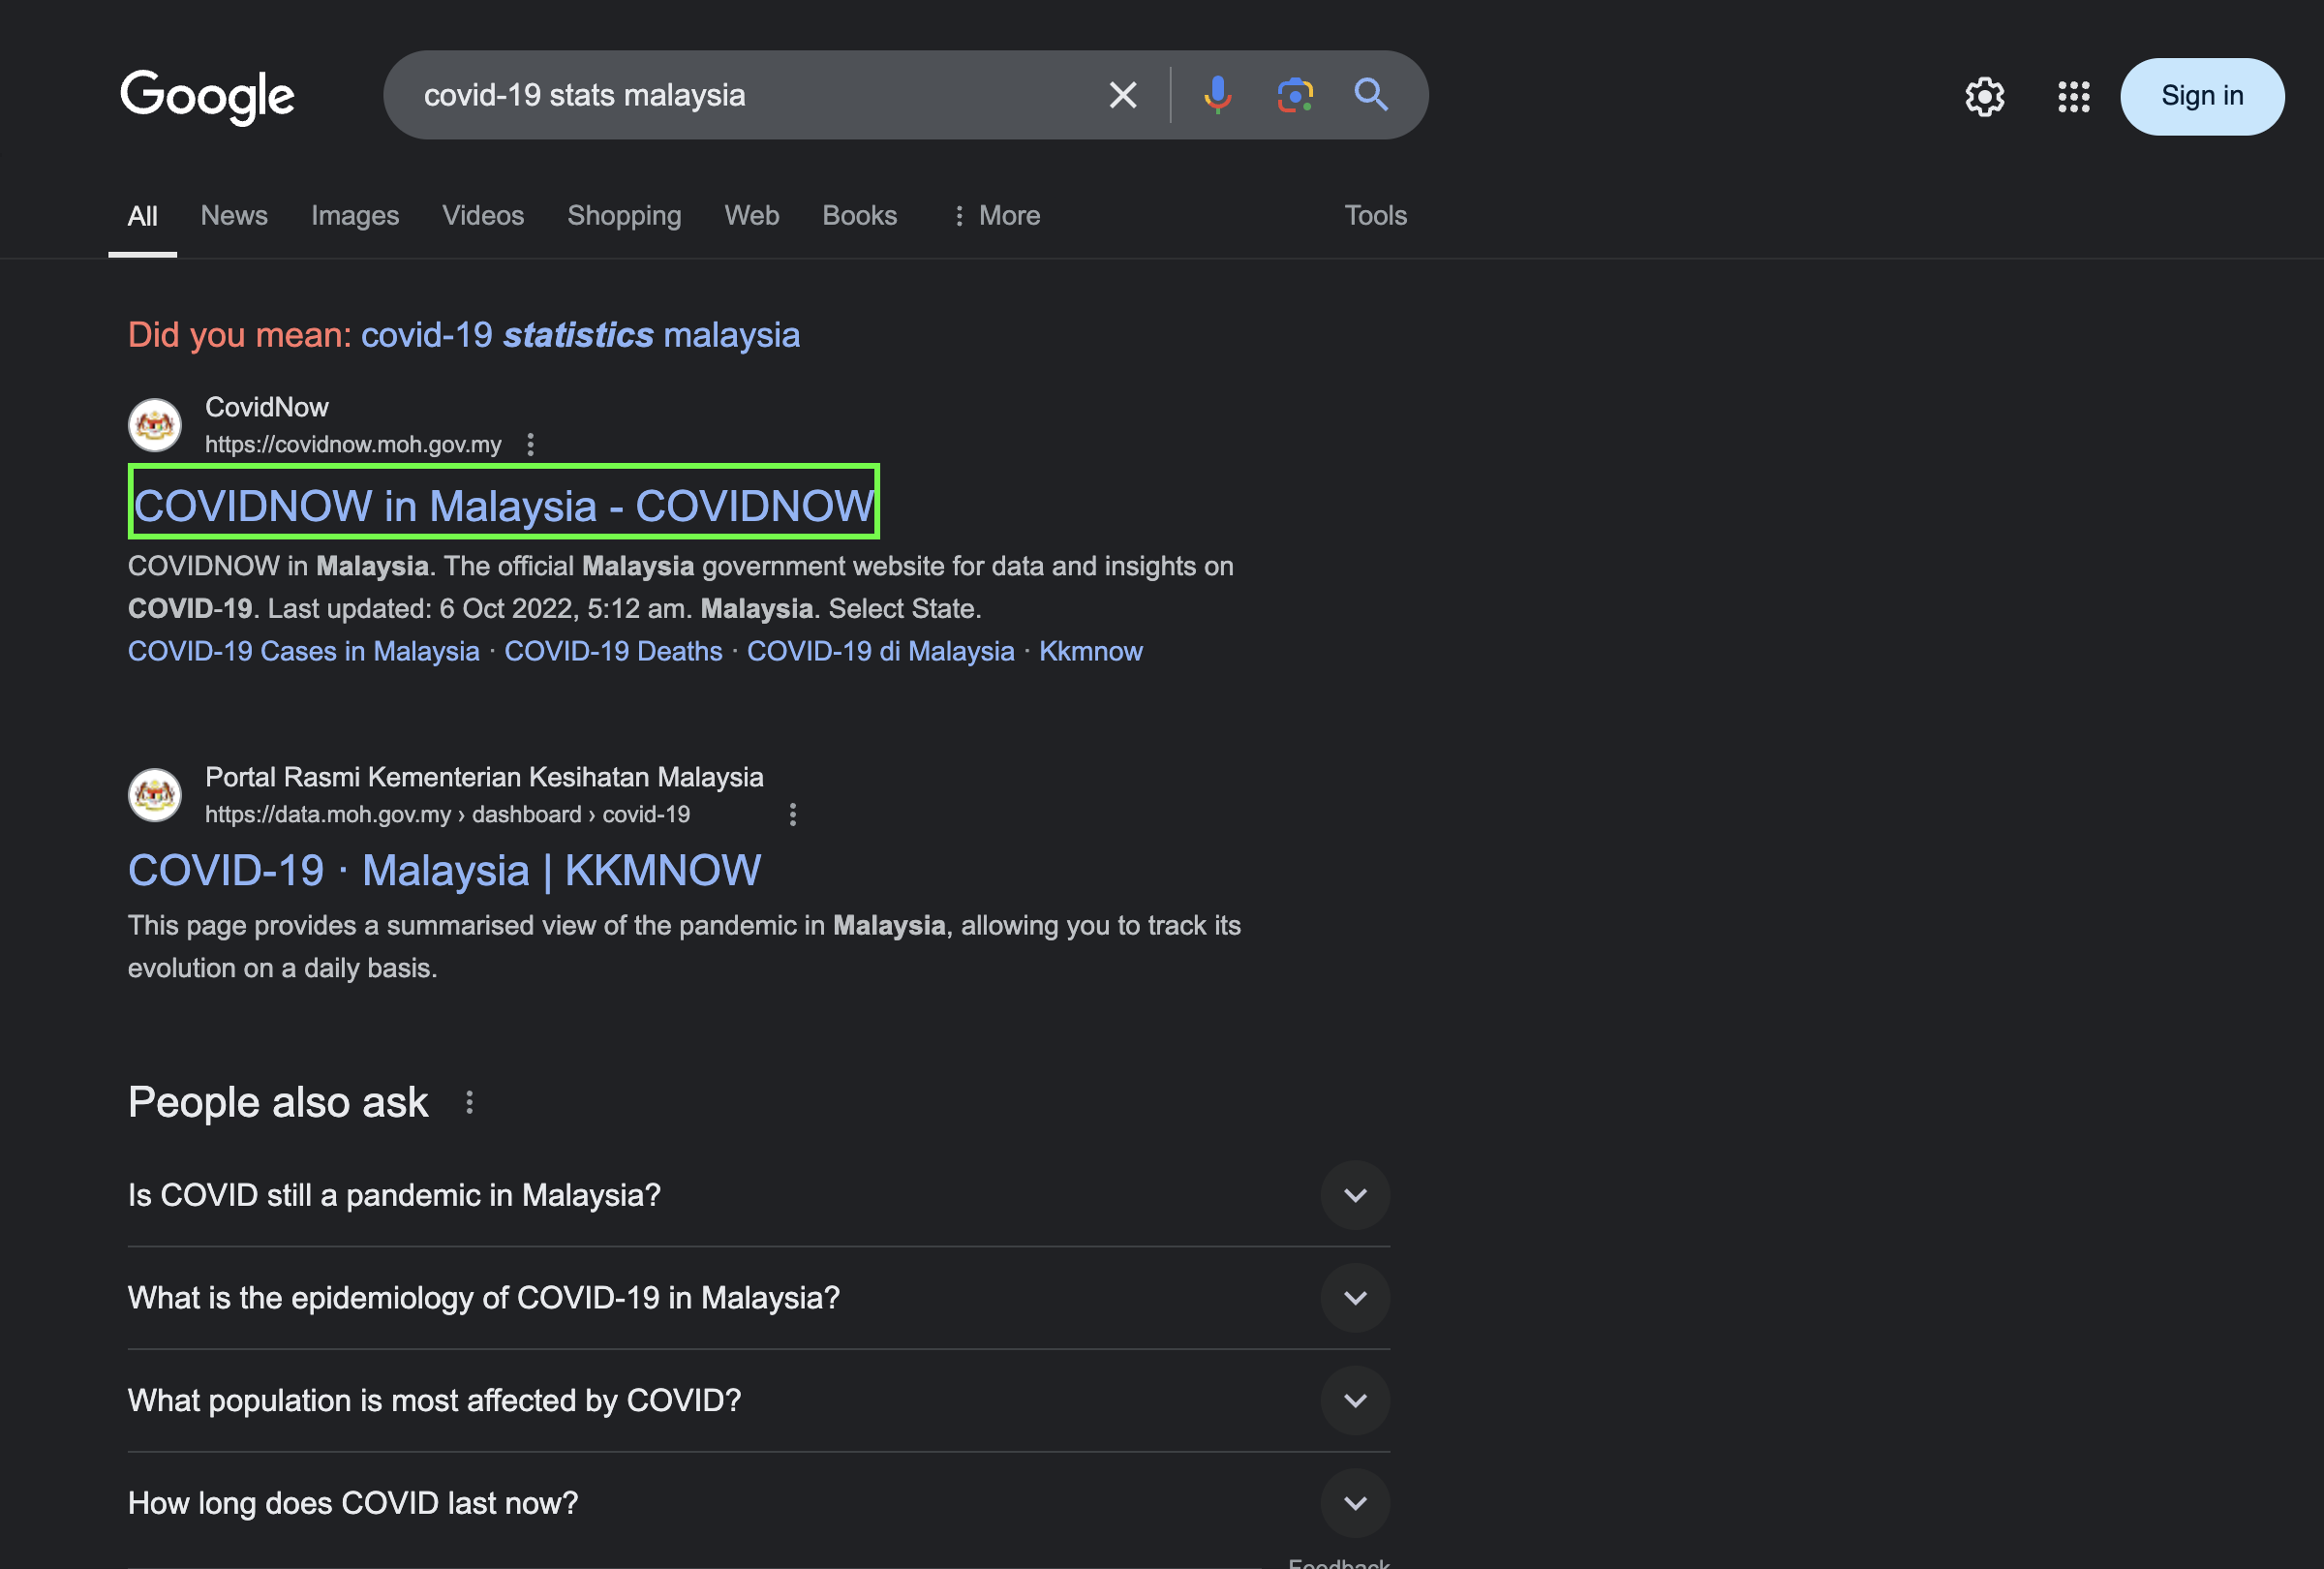 Google
covid-19 stats malaysia
Sign in
All News Images Videos Shopping Web Books More Tools
Did you mean: covid-19 statistics malaysia
CovidNow
https://covidnow.moh.gov.my
COVIDNOW in Malaysia - COVIDNOW
COVIDNOW in Malaysia. The official Malaysia government website for data and insights on
COVID-19. Last updated: 6 Oct 2022, 5:12 am. Malaysia. Select State.
COVID-19 Cases in Malaysia · COVID-19 Deaths · COVID-19 di Malaysia · Kkmnow
Portal Rasmi Kementerian Kesihatan Malaysia
https://data.moh.gov.my › dashboard › covid-19
COVID-19 · Malaysia | KKMNOW
This page provides a summarised view of the pandemic in Malaysia, allowing you to track its
evolution on a daily basis.
People also ask
Is COVID still a pandemic in Malaysia?
What is the epidemiology of COVID-19 in Malaysia?
What population is most affected by COVID?
How long does COVID last now?
Feedback